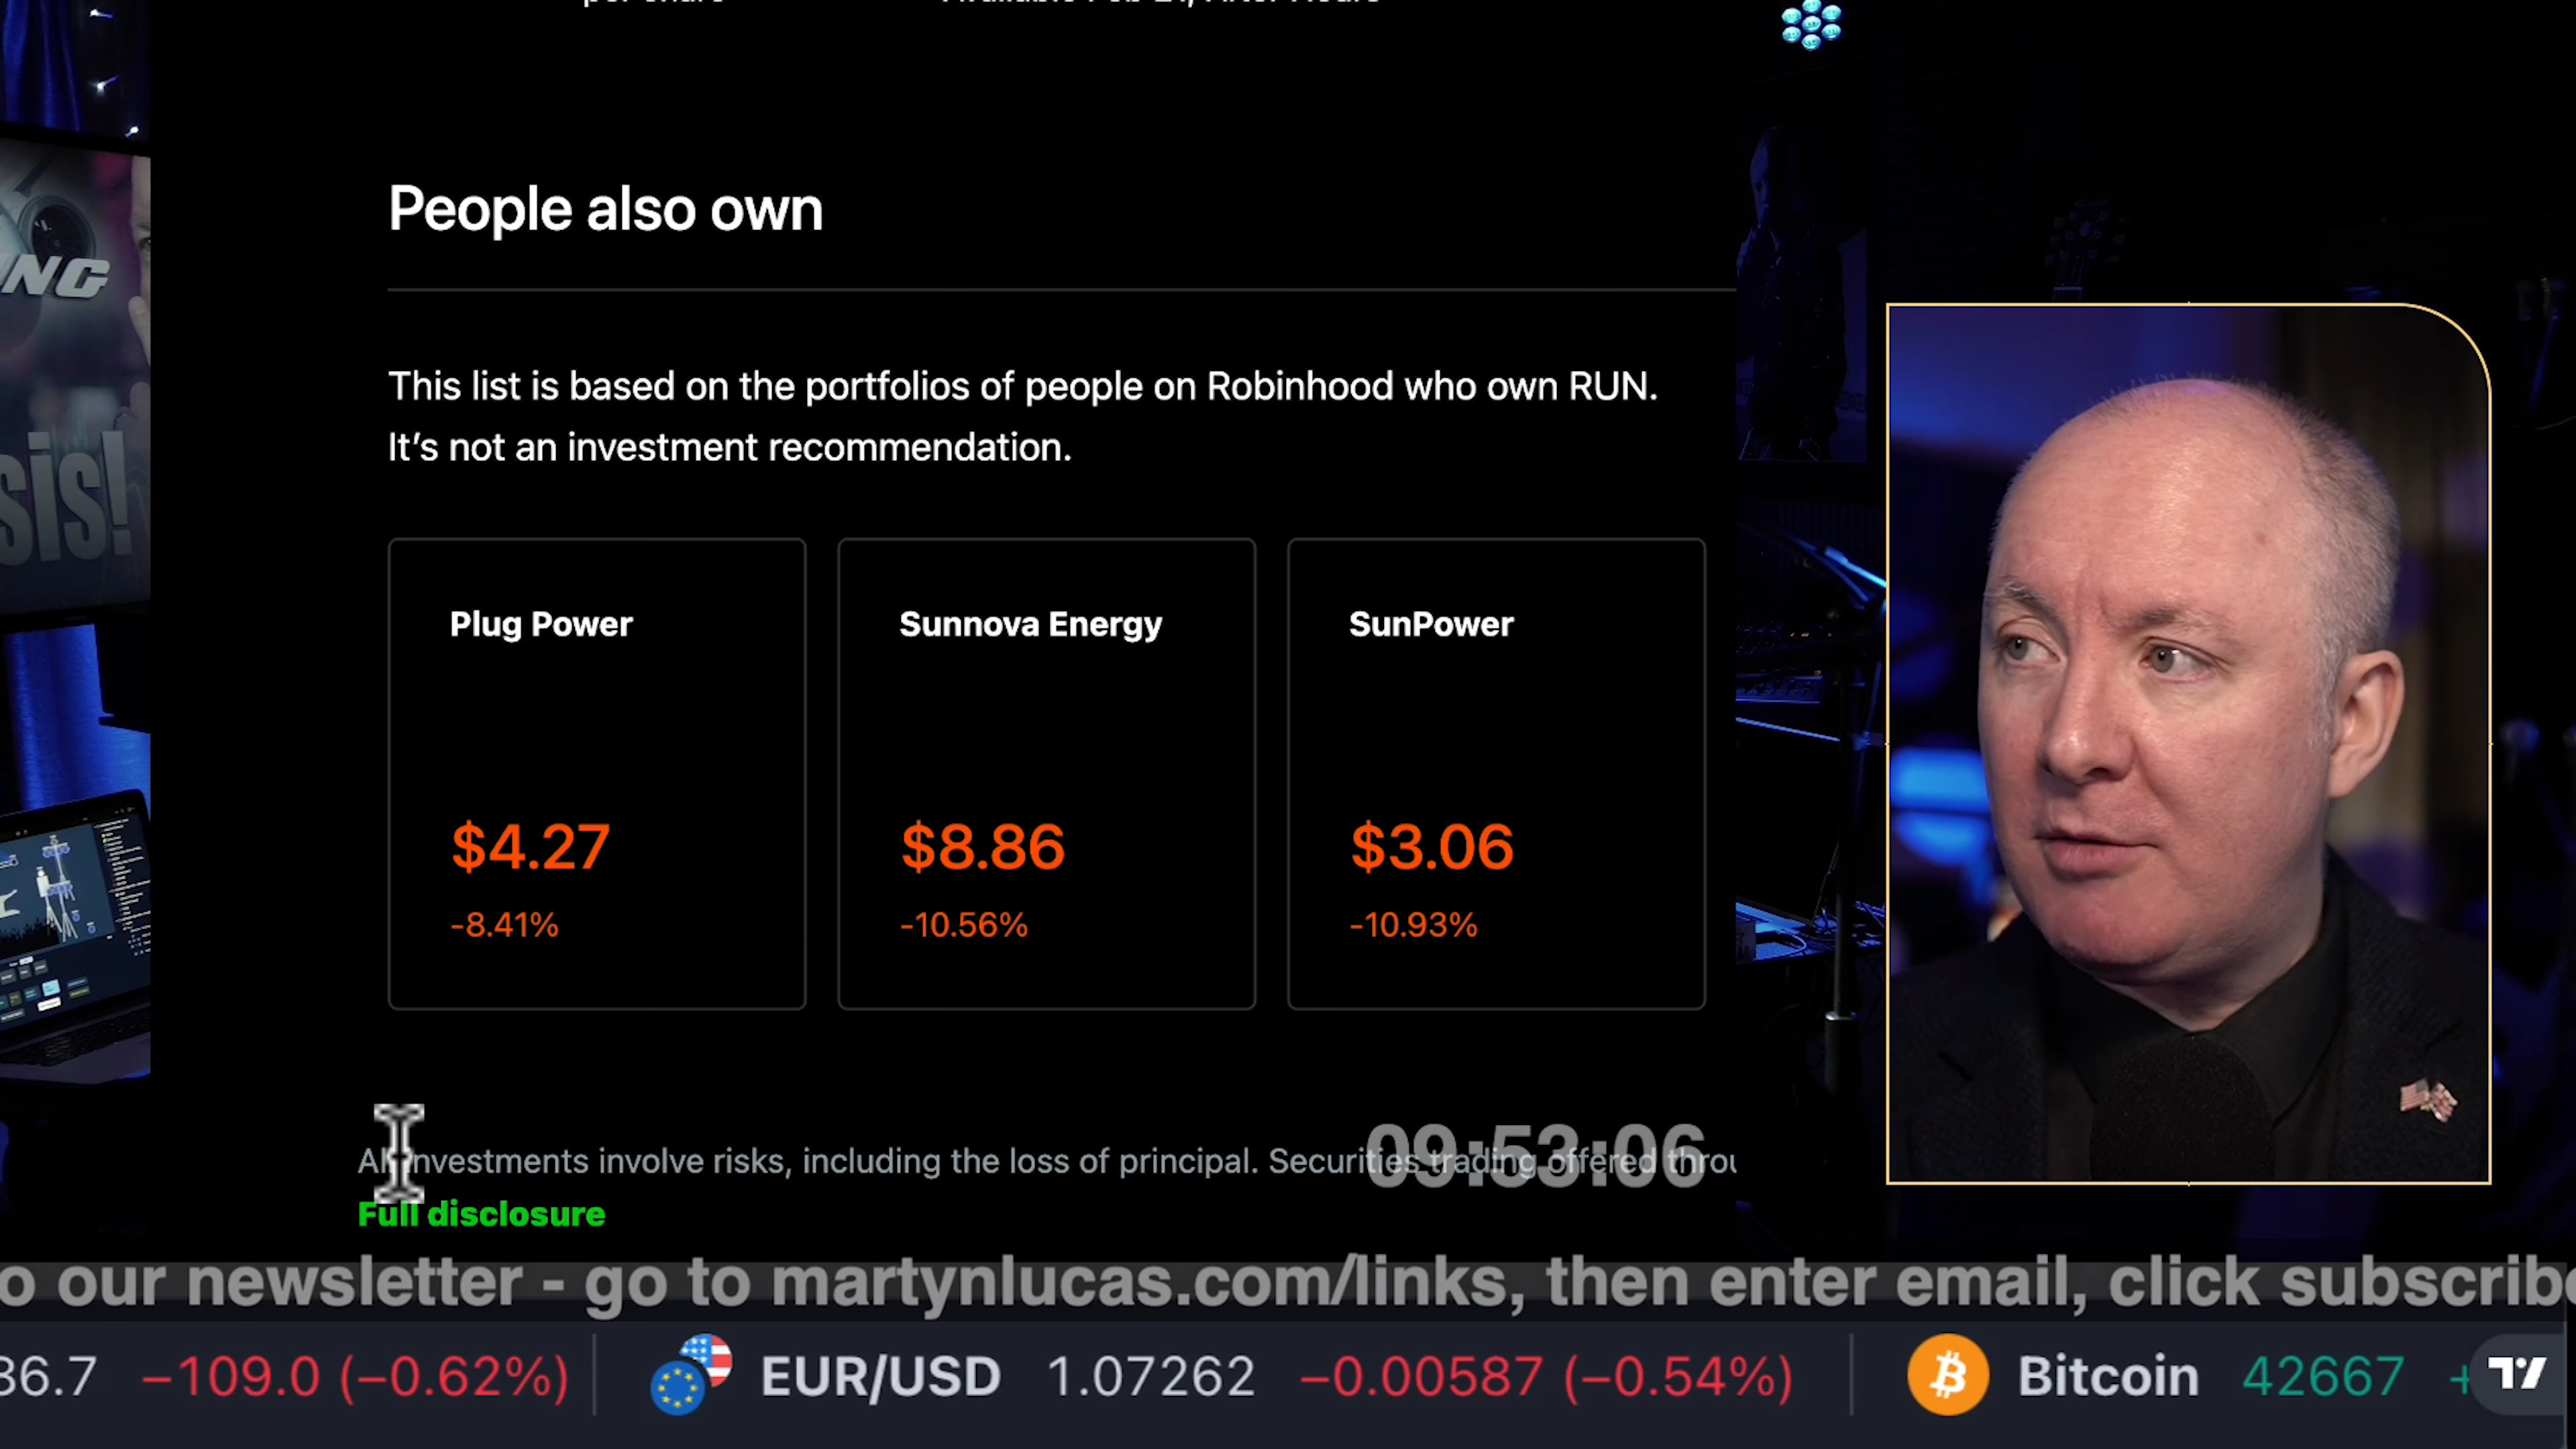 People also own
This list is based on the portfolios of people on Robinhood who own RUN.
It's not an investment recommendation.
Plug Power
$4.27
-8.41%
Sunnova Energy
$8.86
-10.56%
SunPower
$3.06
-10.93%
investments involve risks, including the loss of principal. Securities trading offered
09:53:06
Full disclosure
our newsletter - go to martynlucas.com/links, then enter email, click
36.7 −109.0 (−0.62%) EUR/USD 1.07262 −0.00587 (−0.54%) Bitcoin 42667 +